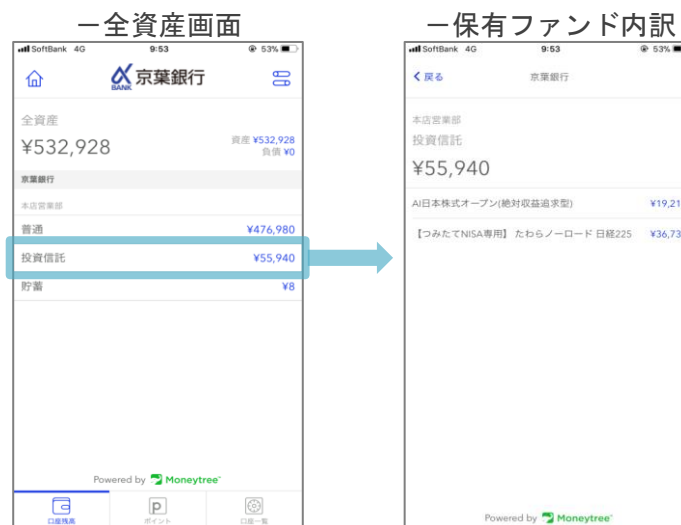 －全資産画面
SoftBank 4G 9:53 53%
BANK 京葉銀行
全資産
¥532,928
資産 ¥532,928
負債 ¥0
京葉銀行
本店営業部
普通 ¥476,980
投資信託 ¥55,940
貯蓄 ¥8
Powered by Moneytree
口座残高 ポイント 口座一覧
－保有ファンド内訳
SoftBank 4G 9:53 53%
戻る 京葉銀行
本店営業部
投資信託
¥55,940
AI日本株式オープン(絶対収益追求型) ¥19,21
【つみたてNISA専用】 たわらノーロード 日経225 ¥36,73
Powered by Moneytree